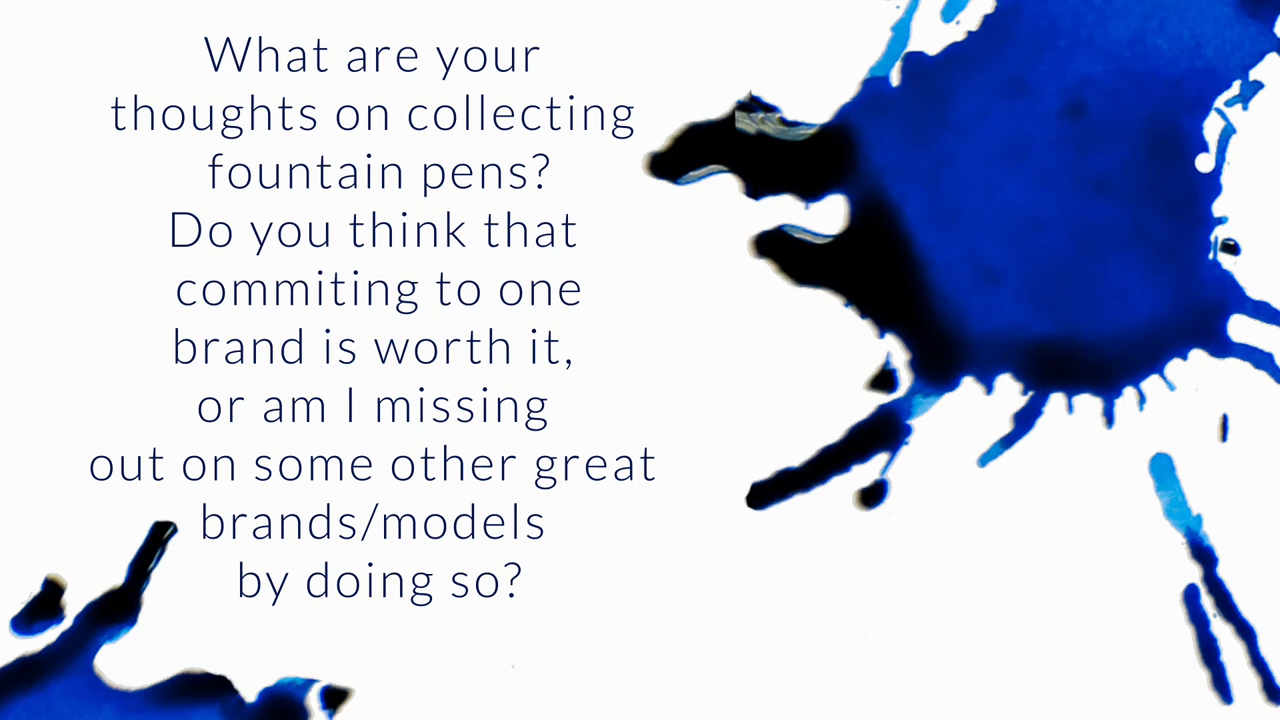 What are your
thoughts on collecting
fountain pens?
Do you think that
commiting to one
brand is worth it,
or am I missing
out on some other great
brands/models
by doing so?